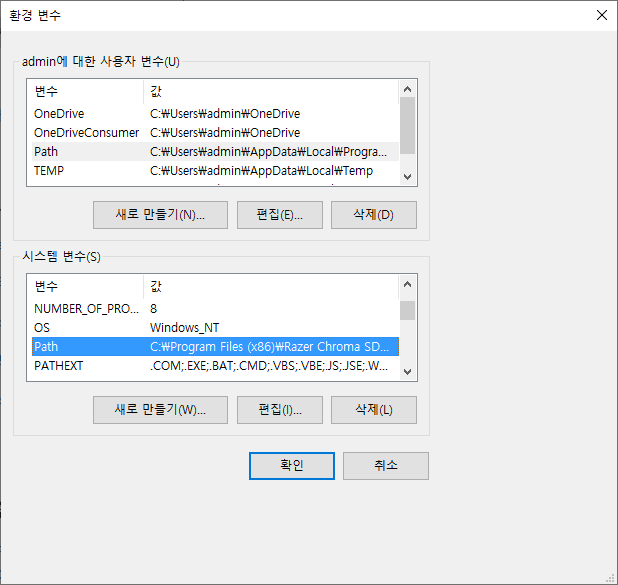 환경 변수
admin에 대한 사용자 변수(U)
변수 값
OneDrive C:₩Users₩admin₩OneDrive
OneDriveConsumer C:₩Users₩admin₩OneDrive
Path C:₩Users₩admin₩AppData₩Local₩Progra...
TEMP C:₩Users₩admin₩AppData₩Local₩Temp
새로 만들기(N)... 편집(E)... 삭제(D)
시스템 변수(S)
변수 값
NUMBER_OF_PRO... 8
OS Windows_NT
Path C:₩Program Files (x86)₩Razer Chroma SD...
PATHEXT .COM;.EXE;.BAT;.CMD;.VBS;.VBE;.JS;.JSE;.W...
새로 만들기(W)... 편집(I)... 삭제(L)
확인 취소